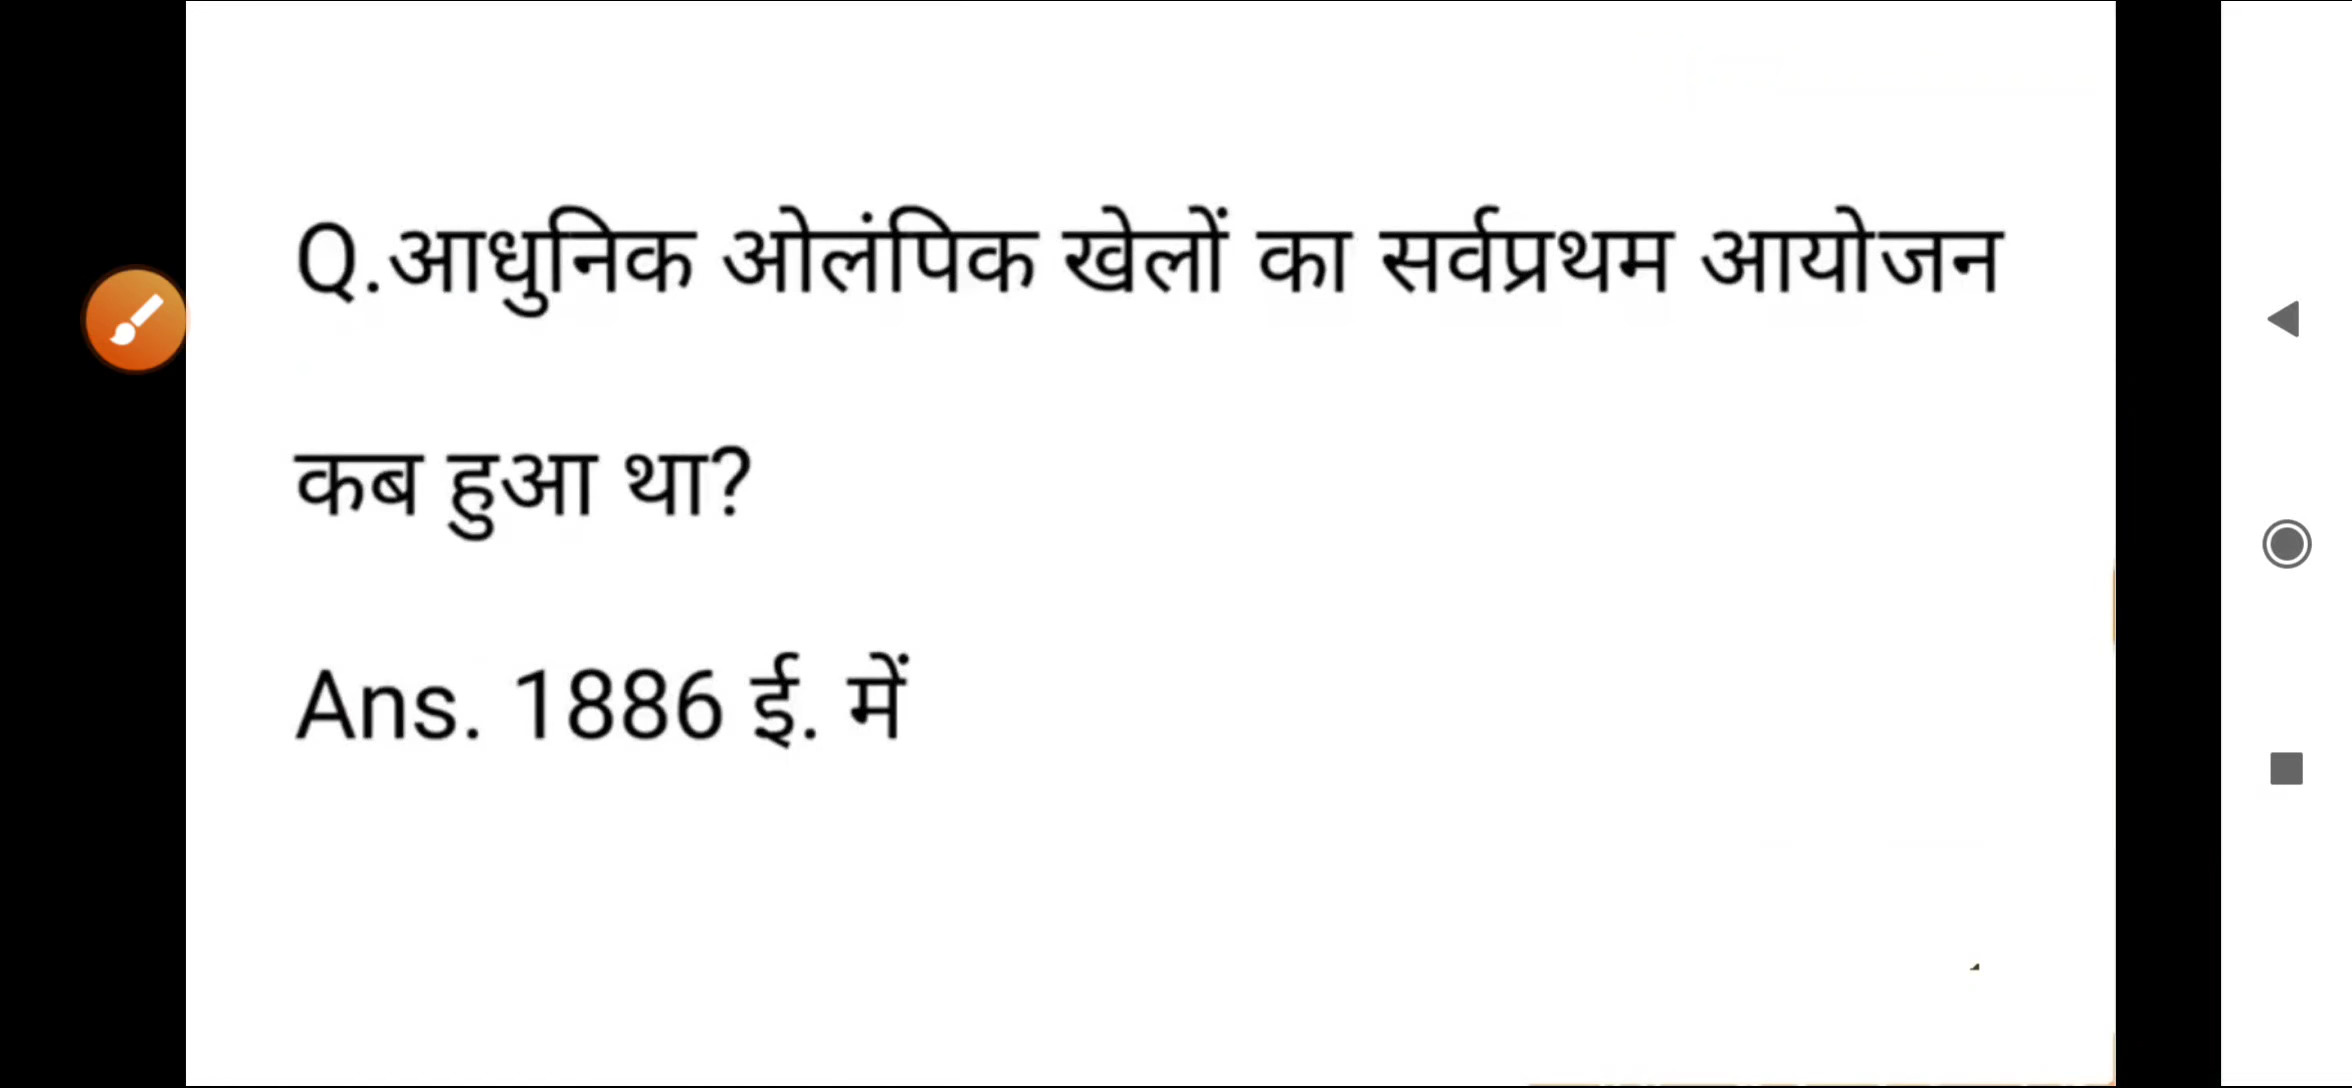 Q.आधुनिक ओलंपिक खेलों का सर्वप्रथम आयोजन
कब हुआ था?
Ans. 1886 ई. में